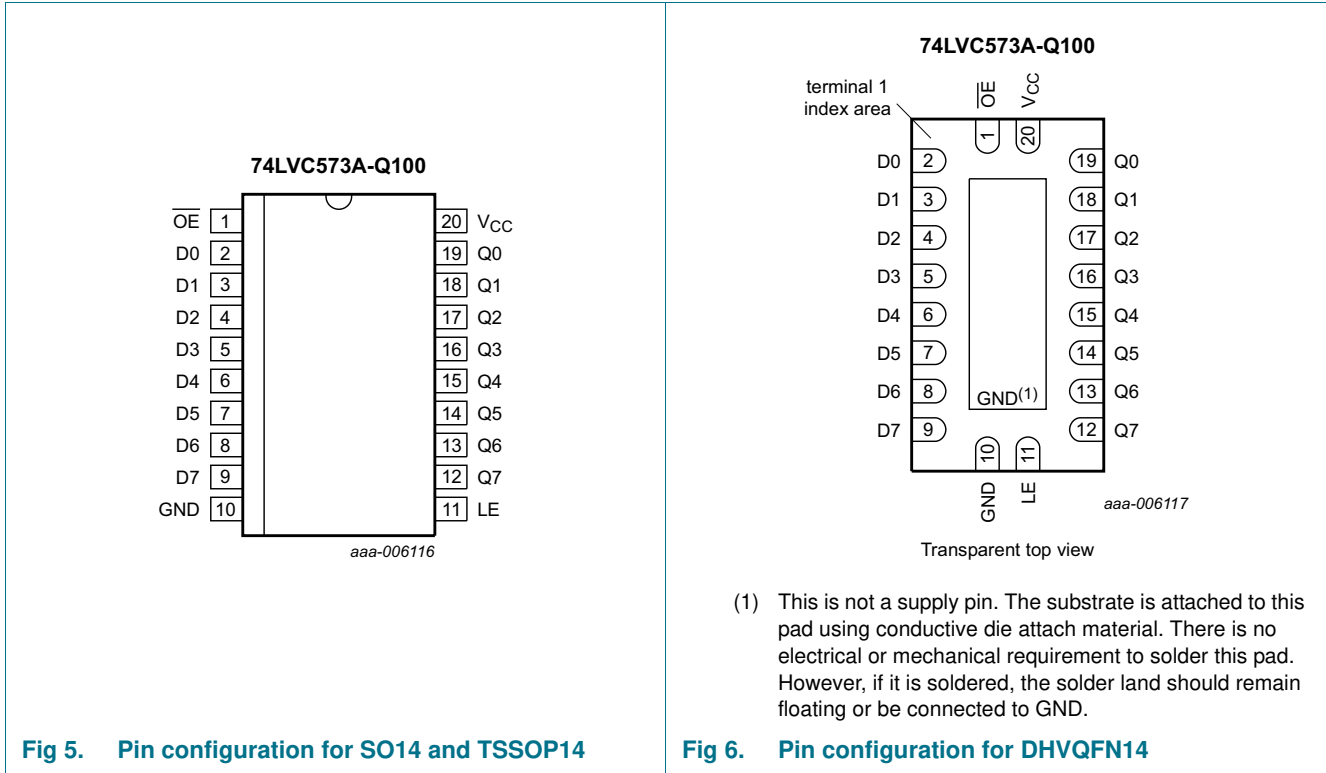 74LVC573A-Q100
OE 1
20 VCC
D0 2
19 Q0
D1 3
18 Q1
D2 4
17 Q2
D3 5
16 Q3
D4 6
15 Q4
D5 7
14 Q5
D6 8
13 Q6
D7 9
12 Q7
GND 10
11 LE
aaa-006116
Fig 5. Pin configuration for SO14 and TSSOP14
74LVC573A-Q100
terminal 1
index area
OE
VCC
1
20
D0 2
19 Q0
D1 3
18 Q1
D2 4
17 Q2
D3 5
16 Q3
D4 6
15 Q4
D5 7
14 Q5
D6 8
13 Q6
GND(1)
D7 9
12 Q7
10
11
GND
LE
aaa-006117
Transparent top view
(1) This is not a supply pin. The substrate is attached to this
pad using conductive die attach material. There is no
electrical or mechanical requirement to solder this pad.
However, if it is soldered, the solder land should remain
floating or be connected to GND.
Fig 6. Pin configuration for DHVQFN14